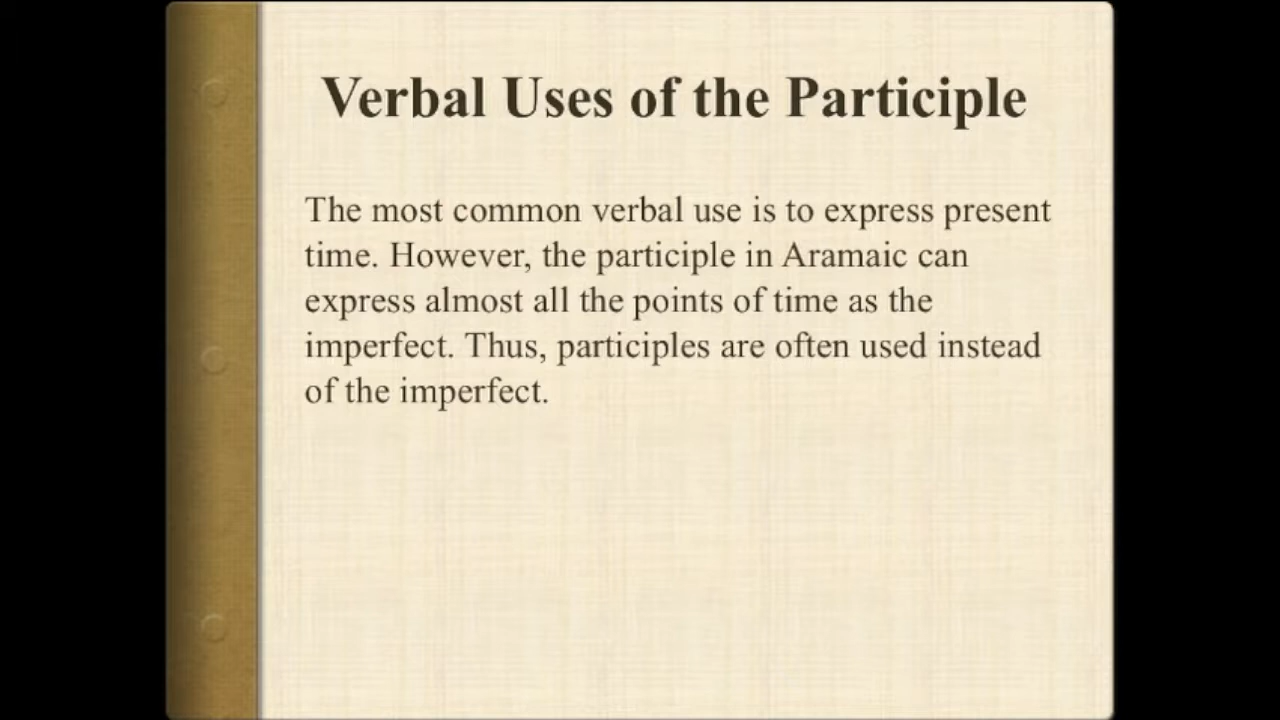 Verbal Uses of the Participle
The most common verbal use is to express present
time. However, the participle in Aramaic can
express almost all the points of time as the
imperfect. Thus, participles are often used instead
of the imperfect.